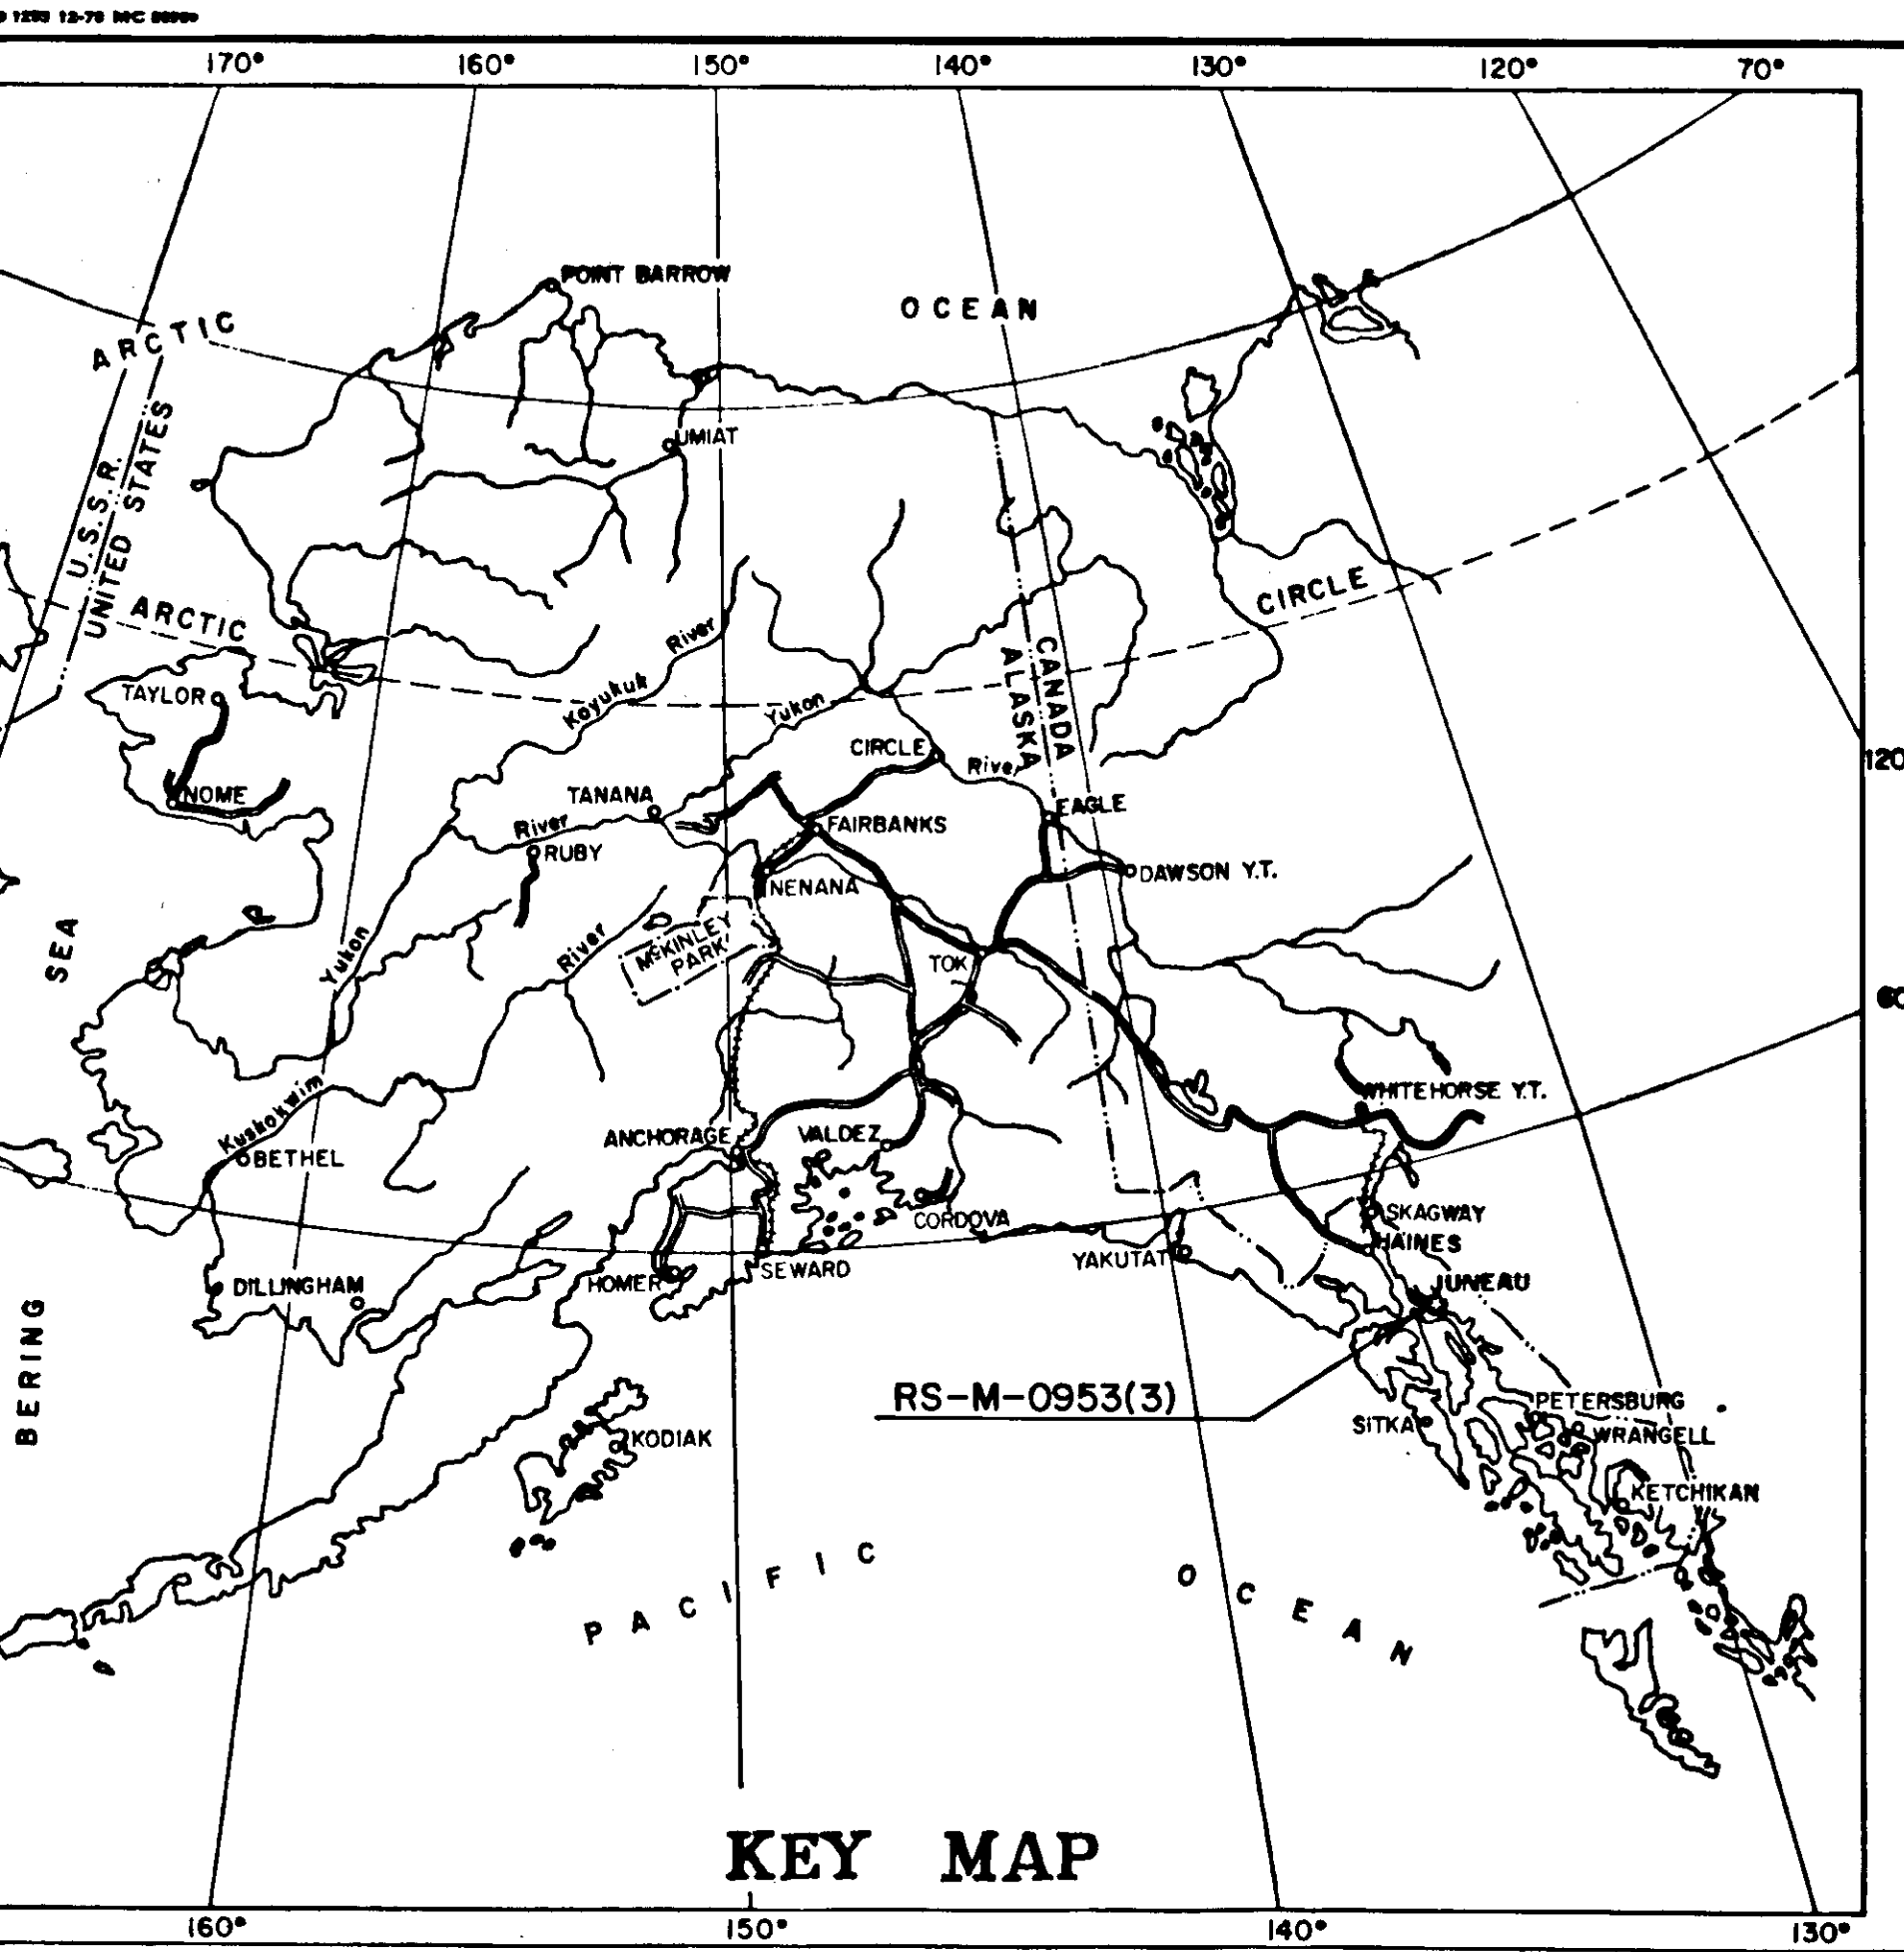 170° 160° 150° 140° 130° 120° 70°
POINT BARROW
OCEAN
ARCTIC
UMIAT
U.S.S.R.
UNITED STATES
ARCTIC
CIRCLE
River
Koyukuk
CANADA
ALASKA
TAYLOR
Yukon
CIRCLE
River
120
NOME
TANANA
EAGLE
River
FAIRBANKS
RUBY
NENANA
DAWSON Y.T.
SEA
Yukon
River
McKINLEY
PARK
TOK
60
Kuskokwim
WHITEHORSE Y.T.
ANCHORAGE
VALDEZ
BETHEL
CORDOVA
SKAGWAY
HAINES
YAKUTAT
DILLINGHAM
HOMER
SEWARD
JUNEAU
BERING
RS-M-0953(3)
PETERSBURG
SITKA
WRANGELL
KODIAK
KETCHIKAN
PACIFIC
OCEAN
KEY MAP
160° 150° 140° 130°